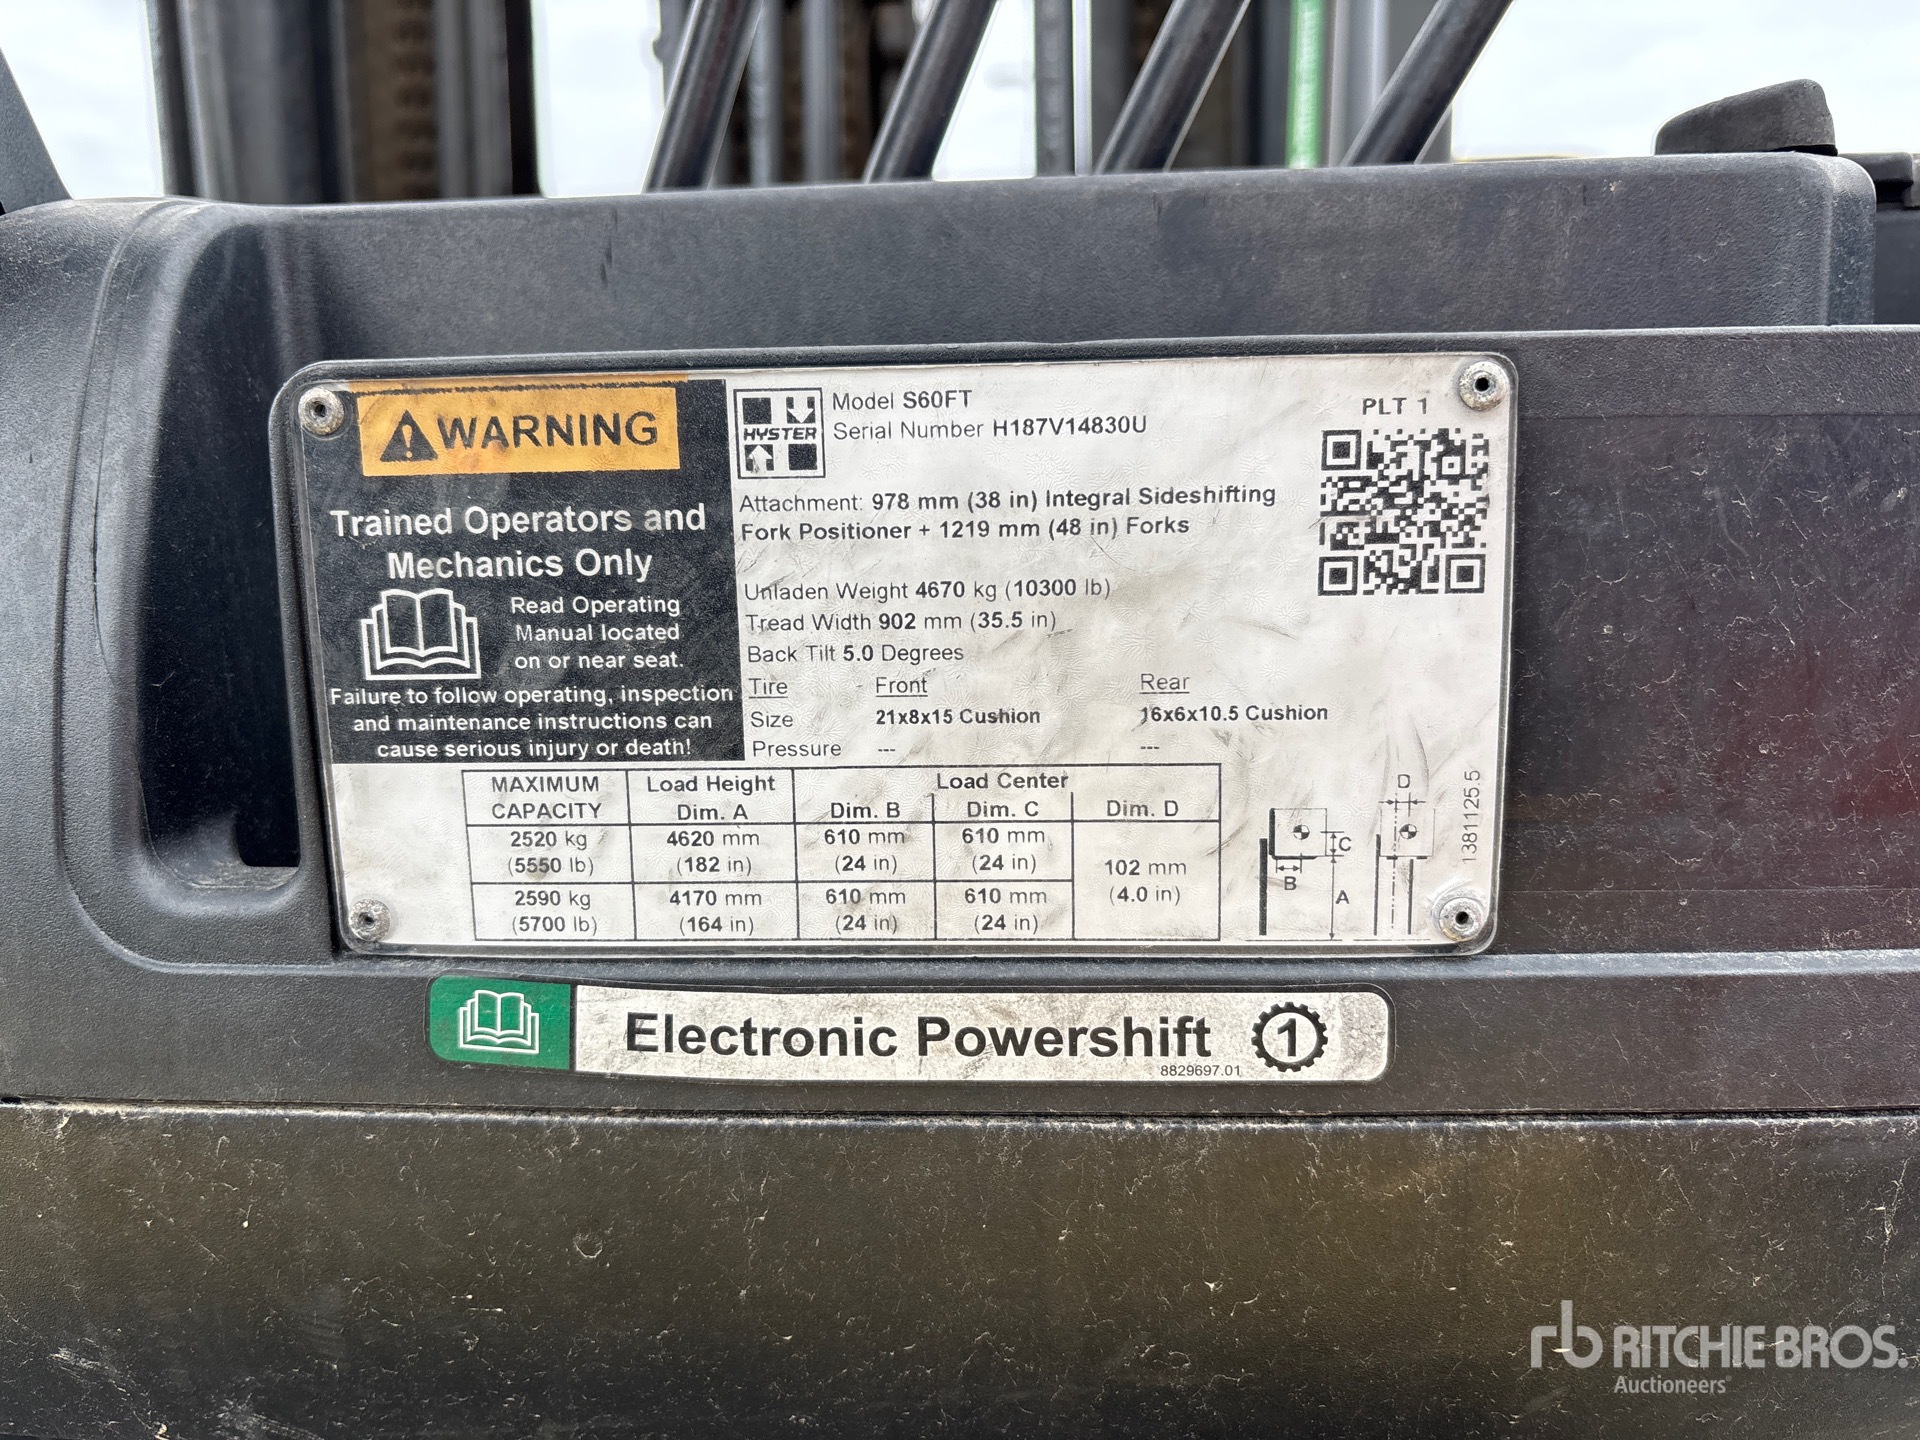 WARNING
Trained Operators and
Mechanics Only
Read Operating
Manual located
on or near seat.
Failure to follow operating, inspection
and maintenance instructions can
cause serious injury or death!
HYSTER
Model S60FT
Serial Number H187V14830U
PLT 1
Attachment: 978 mm (38 in) Integral Sideshifting
Fork Positioner + 1219 mm (48 in) Forks
Unladen Weight 4670 kg (10300 lb)
Tread Width 902 mm (35.5 in)
Back Tilt 5.0 Degrees
Tire Front Rear
Size 21x8x15 Cushion 16x6x10.5 Cushion
Pressure --- ---
MAXIMUM Load Height Load Center
CAPACITY Dim. A Dim. B Dim. C Dim. D
2520 kg 4620 mm 610 mm 610 mm
(5550 lb) (182 in) (24 in) (24 in)
102 mm
(4.0 in)
2590 kg 4170 mm 610 mm 610 mm
(5700 lb) (164 in) (24 in) (24 in)
D
C
B
A
1381125.5
Electronic Powershift 1
8829697.01
rb RITCHIE BROS.
Auctioneers